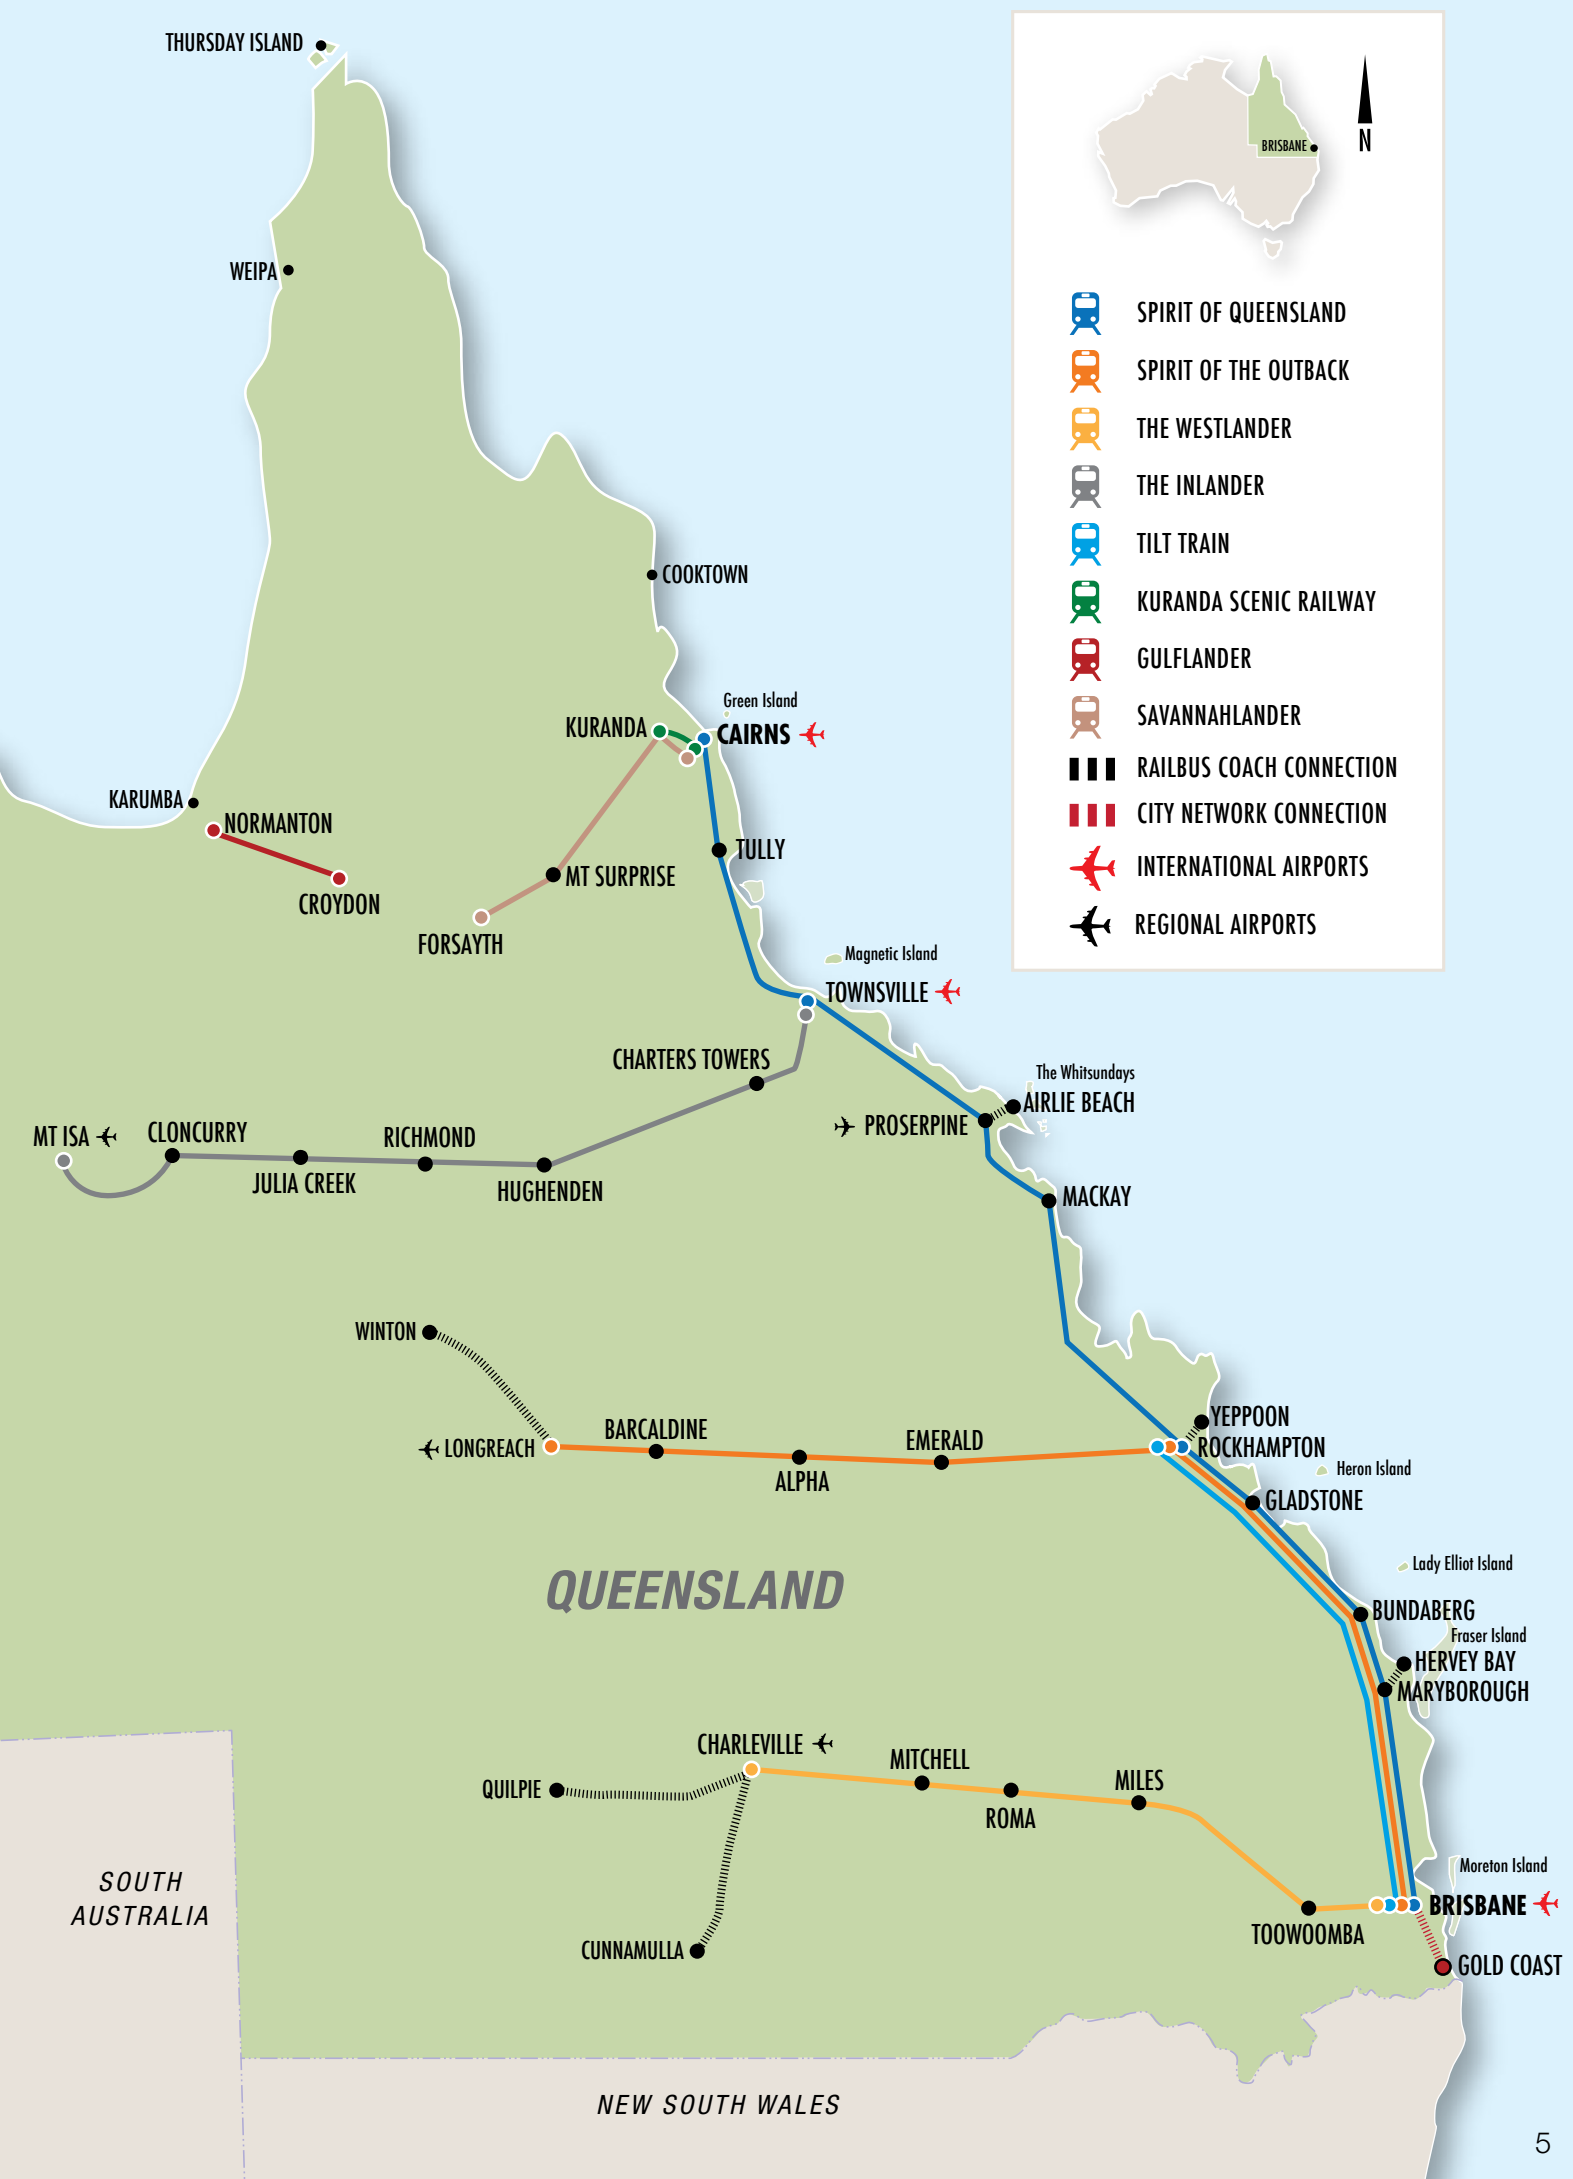 THURSDAY ISLAND
BRISBANE
N
WEIPA
SPIRIT OF QUEENSLAND
SPIRIT OF THE OUTBACK
THE WESTLANDER
THE INLANDER
TILT TRAIN
KURANDA SCENIC RAILWAY
GULFLANDER
SAVANNAHLANDER
RAILBUS COACH CONNECTION
CITY NETWORK CONNECTION
INTERNATIONAL AIRPORTS
REGIONAL AIRPORTS
COOKTOWN
Green Island
KURANDA
CAIRNS
KARUMBA
NORMANTON
TULLY
MT SURPRISE
CROYDON
FORSAYTH
Magnetic Island
TOWNSVILLE
CHARTERS TOWERS
The Whitsundays
AIRLIE BEACH
PROSERPINE
MT ISA
CLONCURRY
RICHMOND
JULIA CREEK
HUGHENDEN
MACKAY
WINTON
YEPPOON
BARCALDINE
EMERALD
LONGREACH
ROCKHAMPTON
Heron Island
ALPHA
GLADSTONE
Lady Elliot Island
QUEENSLAND
BUNDABERG
Fraser Island
HERVEY BAY
MARYBOROUGH
CHARLEVILLE
MITCHELL
MILES
QUILPIE
ROMA
Moreton Island
SOUTH
AUSTRALIA
BRISBANE
TOOWOOMBA
CUNNAMULLA
GOLD COAST
NEW SOUTH WALES
5